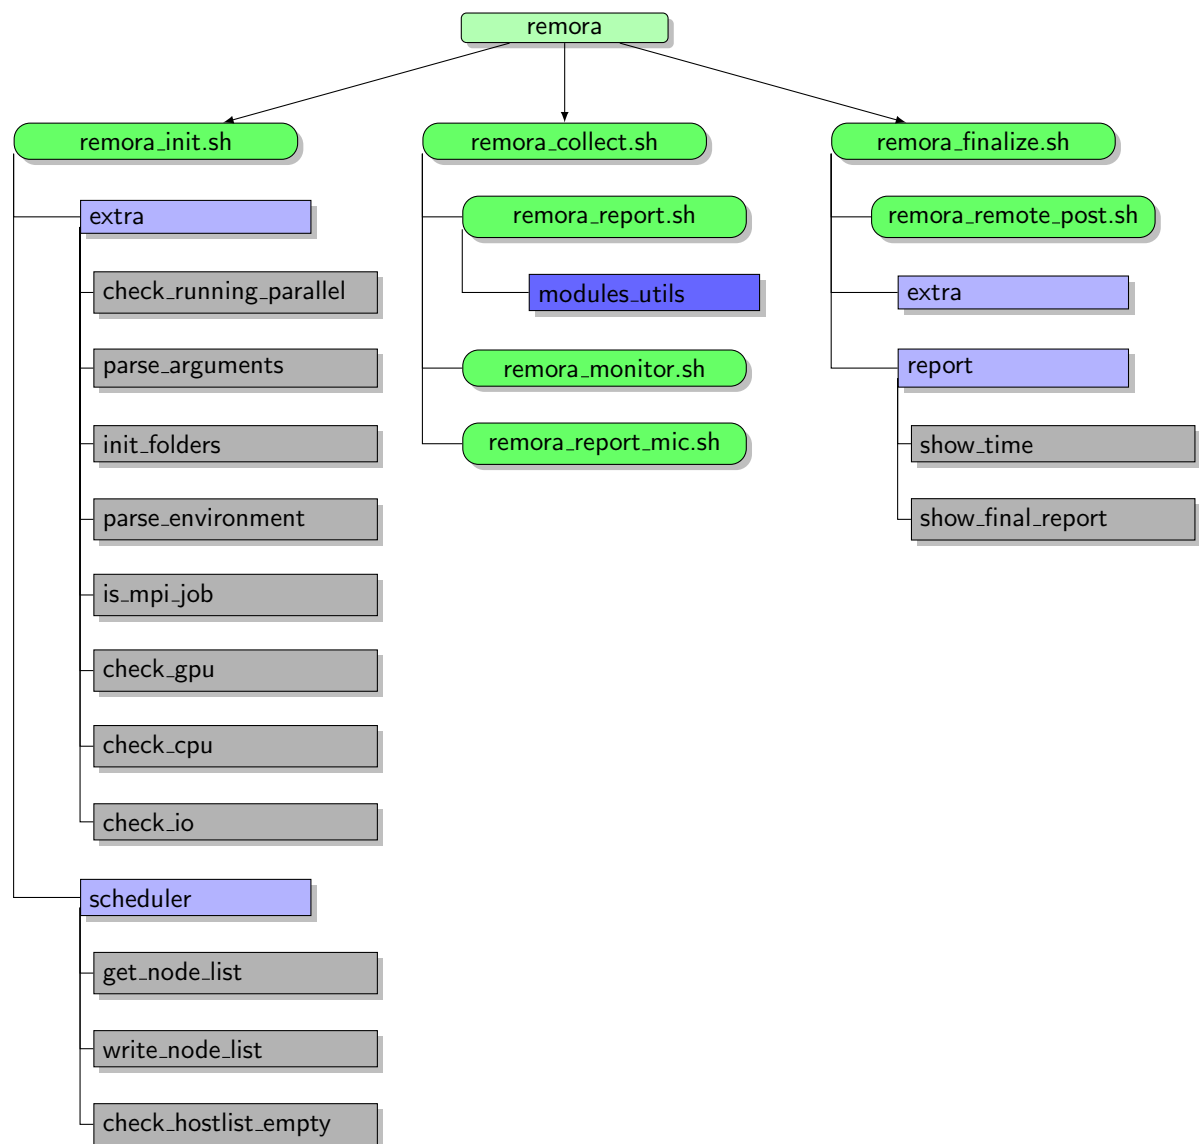 remora
remora_init.sh
extra
check_running_parallel
parse_arguments
init_folders
parse_environment
is_mpi_job
check_gpu
check_cpu
check_io
scheduler
get_node_list
write_node_list
check_hostlist_empty
remora_collect.sh
remora_report.sh
modules_utils
remora_monitor.sh
remora_report_mic.sh
remora_finalize.sh
remora_remote_post.sh
extra
report
show_time
show_final_report